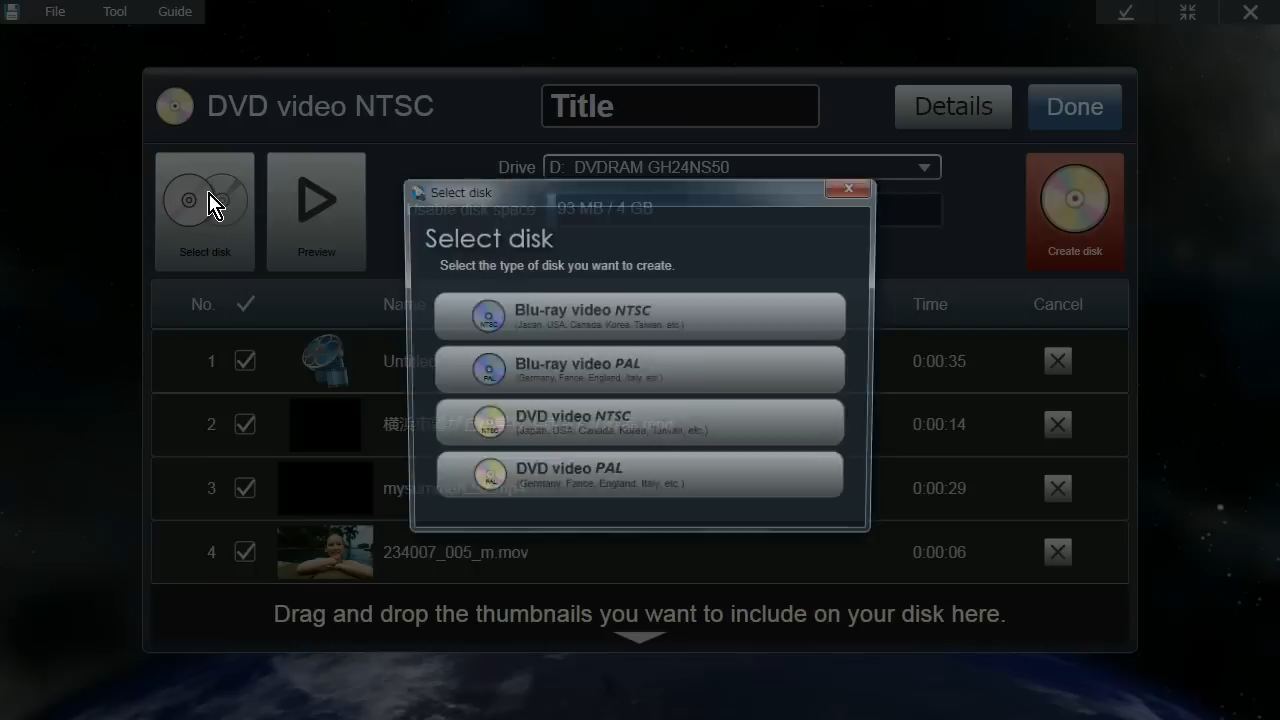 File Tool Guide
DVD video NTSC
Title
Details
Done
Drive D: DVDRAM GH24NS50
Select disk
Usable disk space 93 MB / 4 GB
Select disk
Preview
Create disk
Select disk
Select the type of disk you want to create.
Blu-ray video NTSC
(Japan, USA, Canada, Korea, Taiwan, etc.)
Blu-ray video PAL
(Germany, Fance, England, Italy, etc.)
DVD video NTSC
(Japan, USA, Canada, Korea, Taiwan, etc.)
DVD video PAL
(Germany, Fance, England, Italy, etc.)
No. Name Time Cancel
1 0:00:35
2 0:00:14
3 0:00:29
4 234007_005_m.mov 0:00:06
Drag and drop the thumbnails you want to include on your disk here.